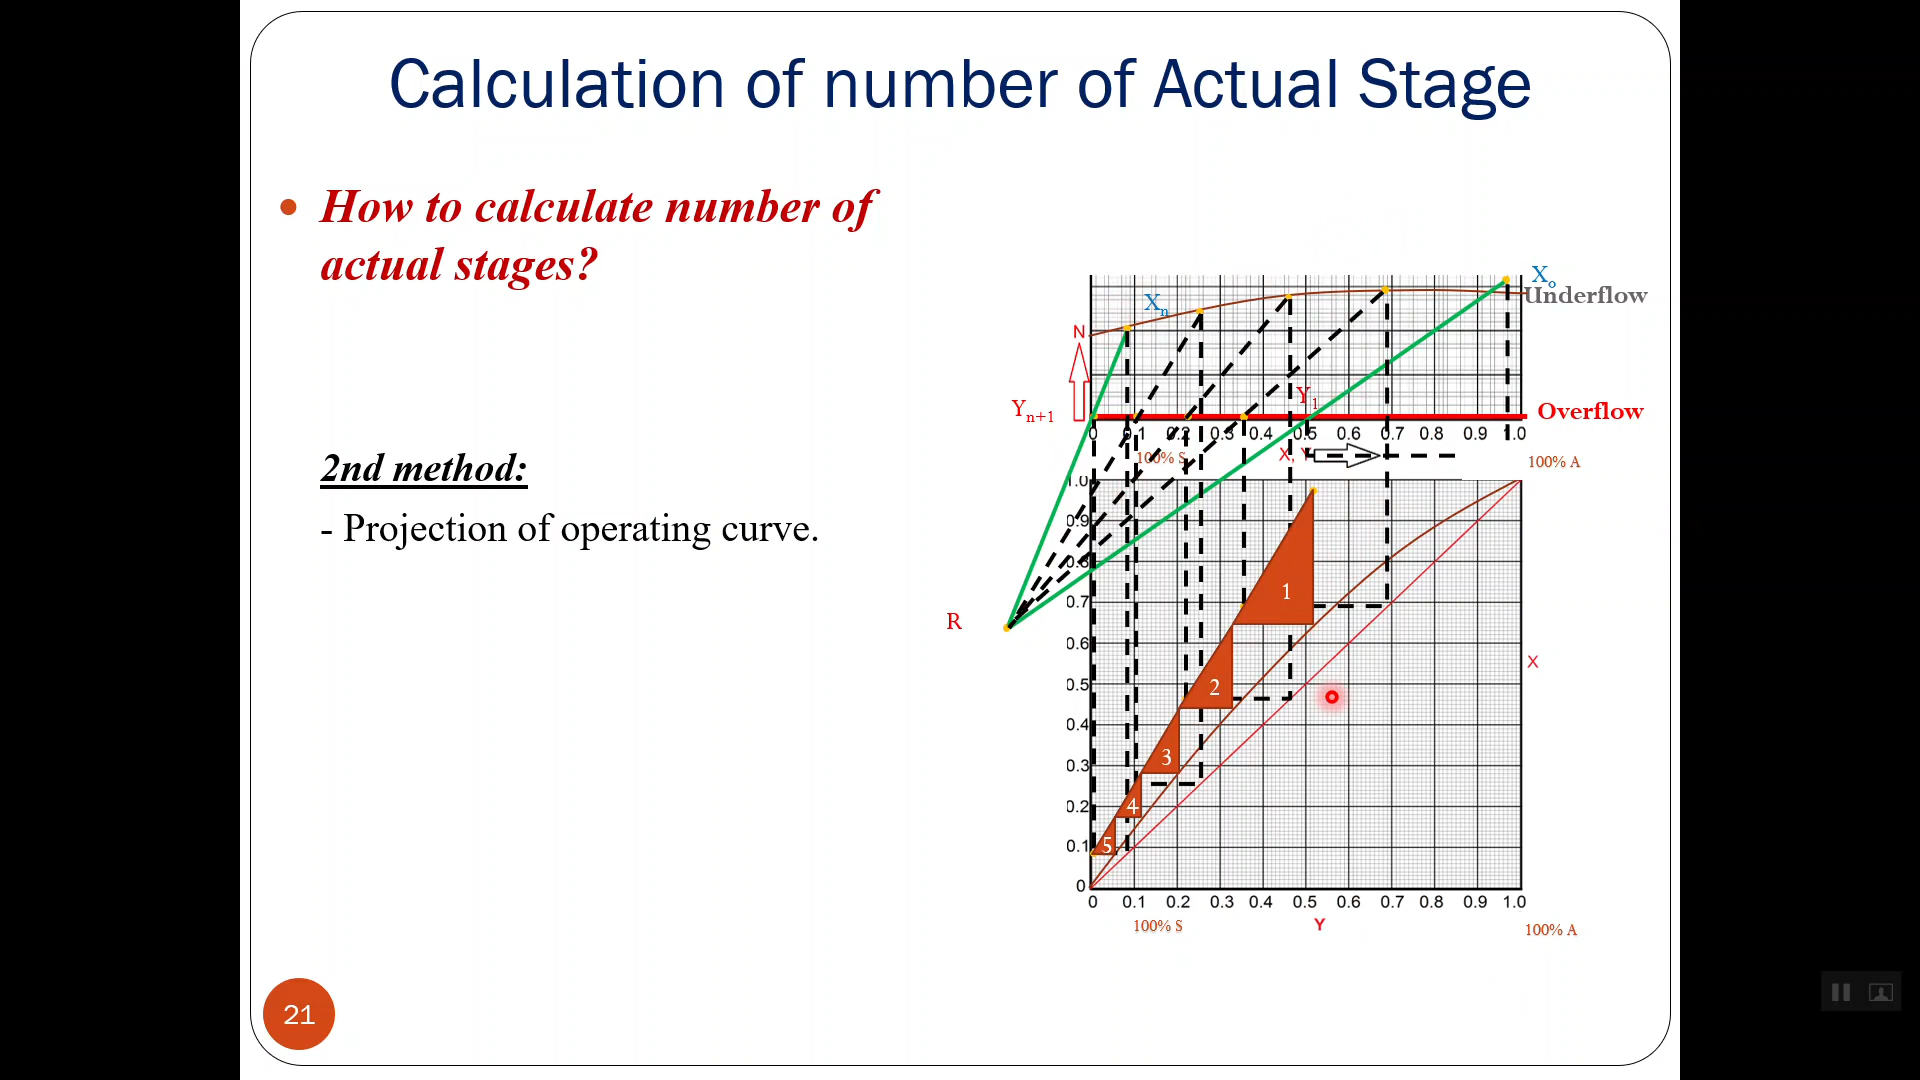 Calculation of number of Actual Stage
• How to calculate number of
actual stages?
2nd method:
- Projection of operating curve.
Xo
Underflow
Xn
N
Yn+1
Y1
Overflow
0 0.1 0.2 0.3 0.4 0.5 0.6 0.7 0.8 0.9 1.0
100% S
X, Y
100% A
1.0
0.9
0.8
0.7
0.6
0.5
0.4
0.3
0.2
0.1
0
1
2
3
4
5
R
X
0 0.1 0.2 0.3 0.4 0.5 0.6 0.7 0.8 0.9 1.0
100% S
Y
100% A
21